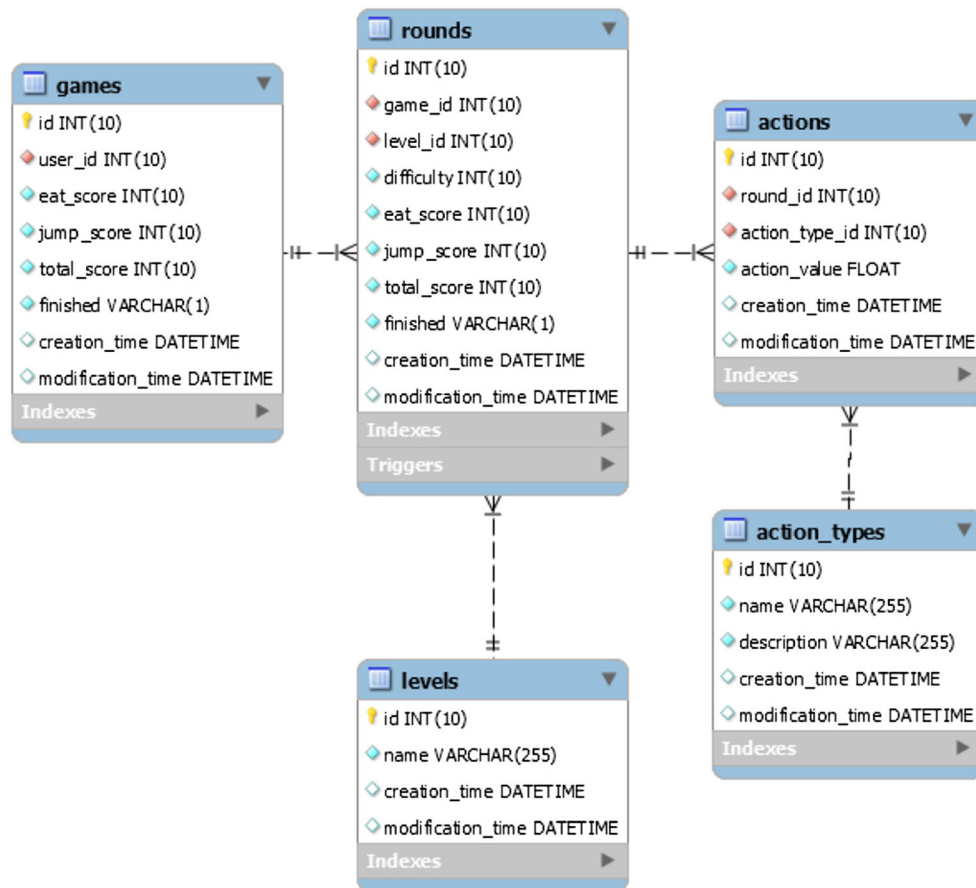 games
id INT(10)
user_id INT(10)
eat_score INT(10)
jump_score INT(10)
total_score INT(10)
finished VARCHAR(1)
creation_time DATETIME
modification_time DATETIME
Indexes
rounds
id INT(10)
game_id INT(10)
level_id INT(10)
difficulty INT(10)
eat_score INT(10)
jump_score INT(10)
total_score INT(10)
finished VARCHAR(1)
creation_time DATETIME
modification_time DATETIME
Indexes
Triggers
actions
id INT(10)
round_id INT(10)
action_type_id INT(10)
action_value FLOAT
creation_time DATETIME
modification_time DATETIME
Indexes
action_types
id INT(10)
name VARCHAR(255)
description VARCHAR(255)
creation_time DATETIME
modification_time DATETIME
Indexes
levels
id INT(10)
name VARCHAR(255)
creation_time DATETIME
modification_time DATETIME
Indexes